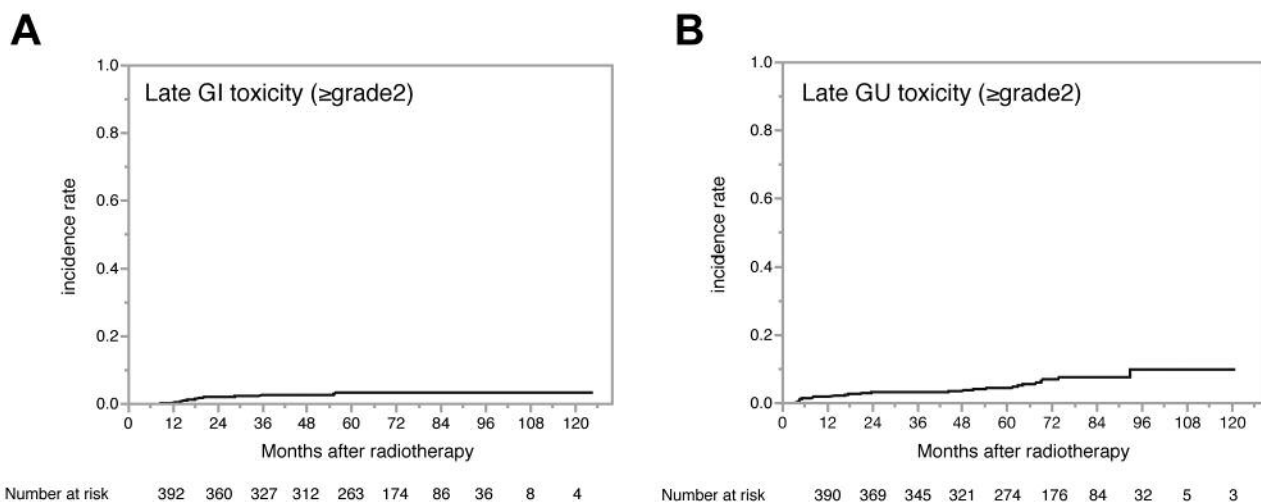 A
Late GI toxicity (≥grade2)
1.0
0.8
0.6
0.4
0.2
0.0
incidence rate
0 12 24 36 48 60 72 84 96 108 120
Months after radiotherapy
Number at risk 392 360 327 312 263 174 86 36 8 4
B
Late GU toxicity (≥grade2)
1.0
0.8
0.6
0.4
0.2
0.0
incidence rate
0 12 24 36 48 60 72 84 96 108 120
Months after radiotherapy
Number at risk 390 369 345 321 274 176 84 32 5 3